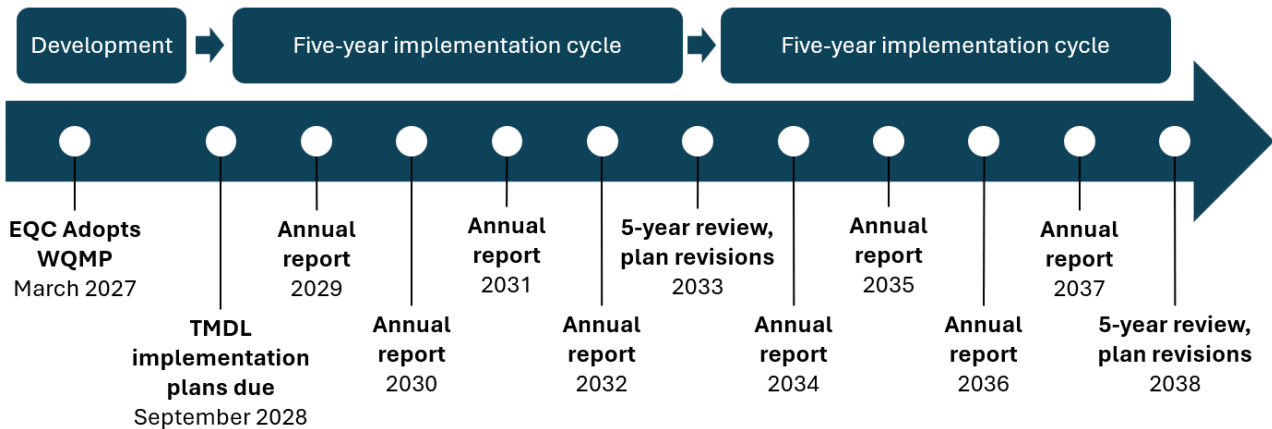 Development
Five-year implementation cycle
Five-year implementation cycle
EQC Adopts
WQMP
March 2027
TMDL
implementation
plans due
September 2028
Annual
report
2029
Annual
report
2030
Annual
report
2031
Annual
report
2032
5-year review,
plan revisions
2033
Annual
report
2034
Annual
report
2035
Annual
report
2036
Annual
report
2037
5-year review,
plan revisions
2038